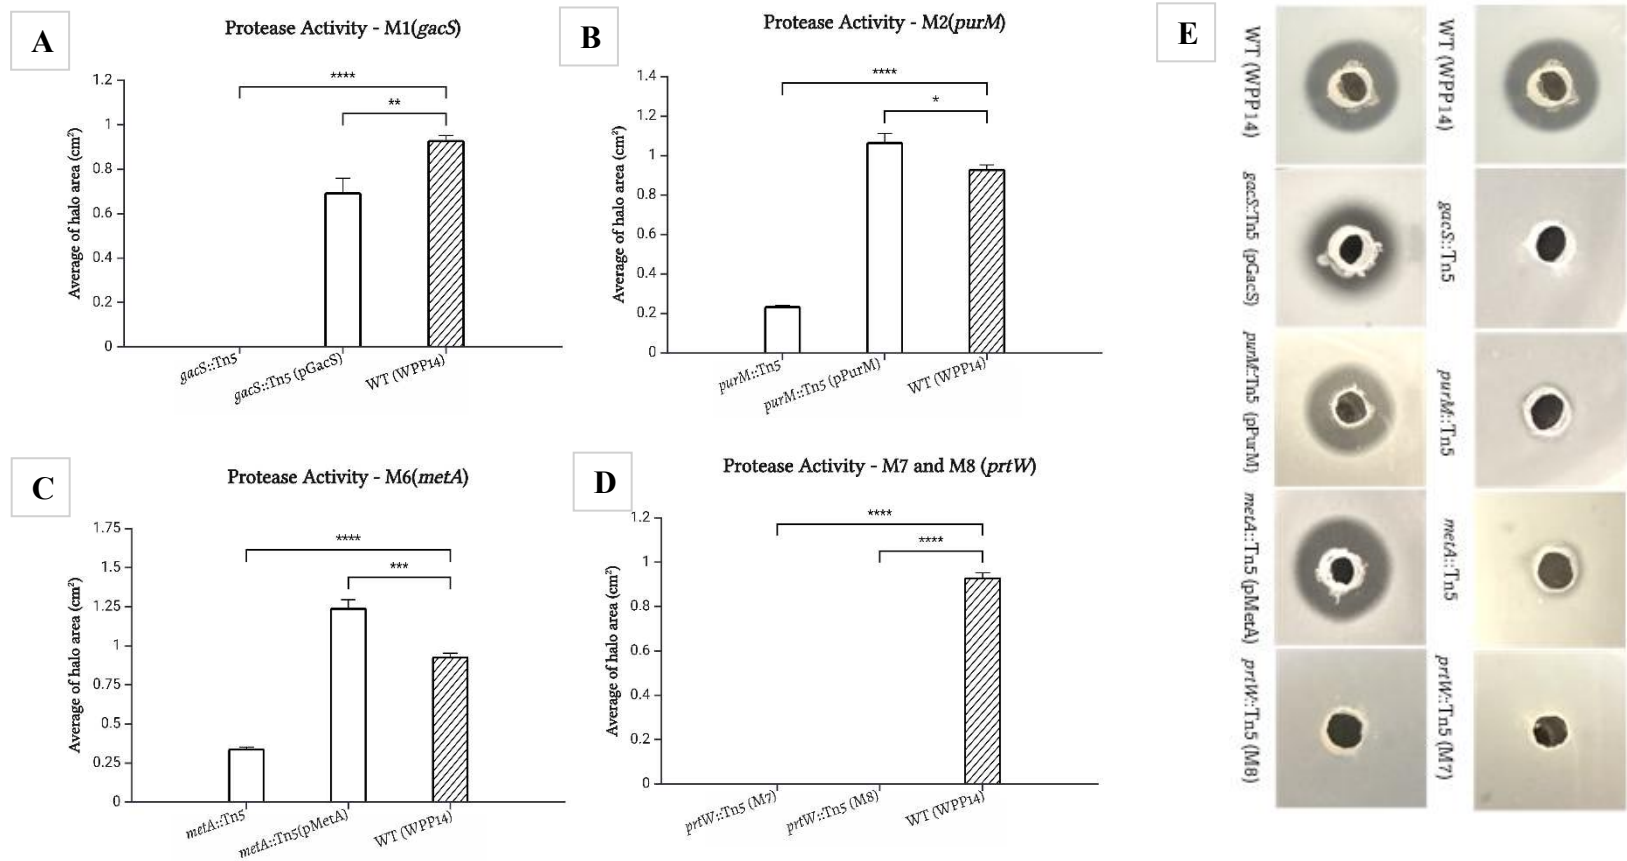 A
Protease Activity - M1(gacS)
Average of halo area (cm²)
1.2
1
0.8
0.6
0.4
0.2
0
****
**
gacS::Tn5
gacS::Tn5 (pGacS)
WT (WPP14)
B
Protease Activity - M2(purM)
Average of halo area (cm²)
1.4
1.2
1
0.8
0.6
0.4
0.2
0
****
*
purM::Tn5
purM::Tn5 (pPurM)
WT (WPP14)
C
Protease Activity - M6(metA)
Average of halo area (cm²)
1.75
1.5
1.25
1
0.75
0.5
0.25
0
****
***
metA::Tn5
metA::Tn5(pMetA)
WT (WPP14)
D
Protease Activity - M7 and M8 (prtW)
Average of halo area (cm²)
1.2
1
0.8
0.6
0.4
0.2
0
****
****
prtW::Tn5 (M7)
prtW::Tn5 (M8)
WT (WPP14)
E
WT (WPP14)
gacS::Tn5 (pGacS)
purM::Tn5 (pPurM)
metA::Tn5 (pMetA)
prtW::Tn5 (M8)
WT (WPP14)
gacS::Tn5
purM::Tn5
metA::Tn5
prtW::Tn5 (M7)